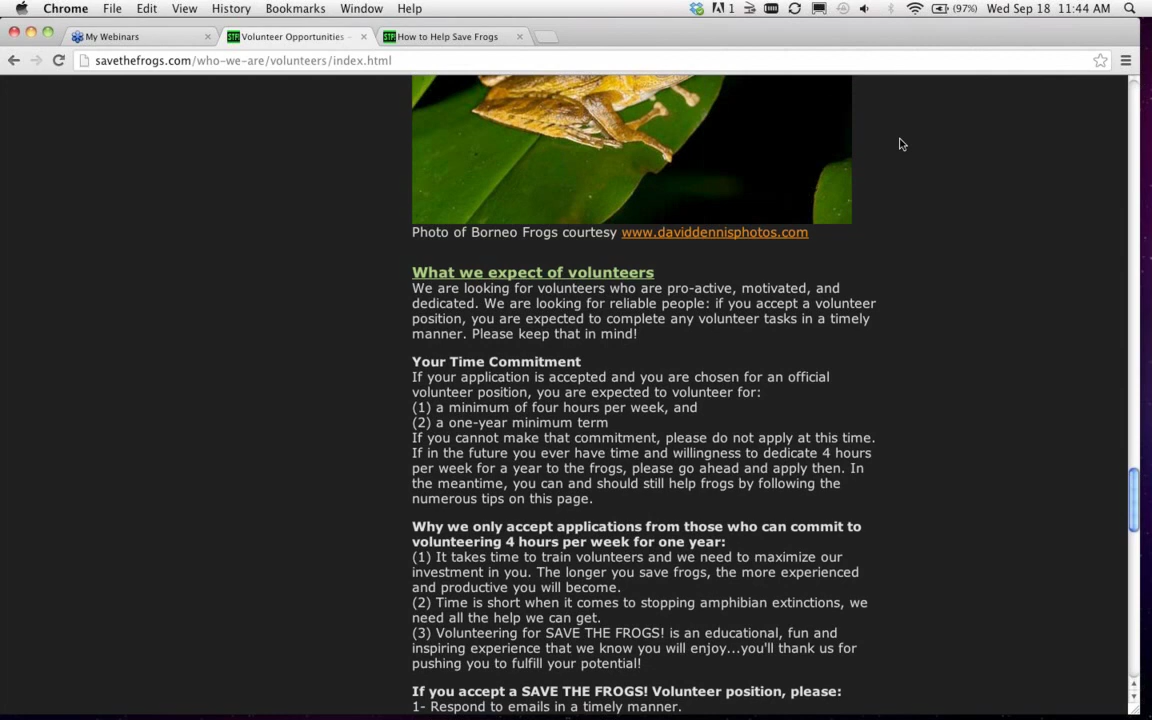 Chrome File Edit View History Bookmarks Window Help 1 (97%) Wed Sep 18 11:44 AM
My Webinars Volunteer Opportunities - How to Help Save Frogs
savethefrogs.com/who-we-are/volunteers/index.html
Photo of Borneo Frogs courtesy www.daviddennisphotos.com
What we expect of volunteers
We are looking for volunteers who are pro-active, motivated, and
dedicated. We are looking for reliable people: if you accept a volunteer
position, you are expected to complete any volunteer tasks in a timely
manner. Please keep that in mind!
Your Time Commitment
If your application is accepted and you are chosen for an official
volunteer position, you are expected to volunteer for:
(1) a minimum of four hours per week, and
(2) a one-year minimum term
If you cannot make that commitment, please do not apply at this time.
If in the future you ever have time and willingness to dedicate 4 hours
per week for a year to the frogs, please go ahead and apply then. In
the meantime, you can and should still help frogs by following the
numerous tips on this page.
Why we only accept applications from those who can commit to
volunteering 4 hours per week for one year:
(1) It takes time to train volunteers and we need to maximize our
investment in you. The longer you save frogs, the more experienced
and productive you will become.
(2) Time is short when it comes to stopping amphibian extinctions, we
need all the help we can get.
(3) Volunteering for SAVE THE FROGS! is an educational, fun and
inspiring experience that we know you will enjoy...you'll thank us for
pushing you to fulfill your potential!
If you accept a SAVE THE FROGS! Volunteer position, please:
1- Respond to emails in a timely manner.